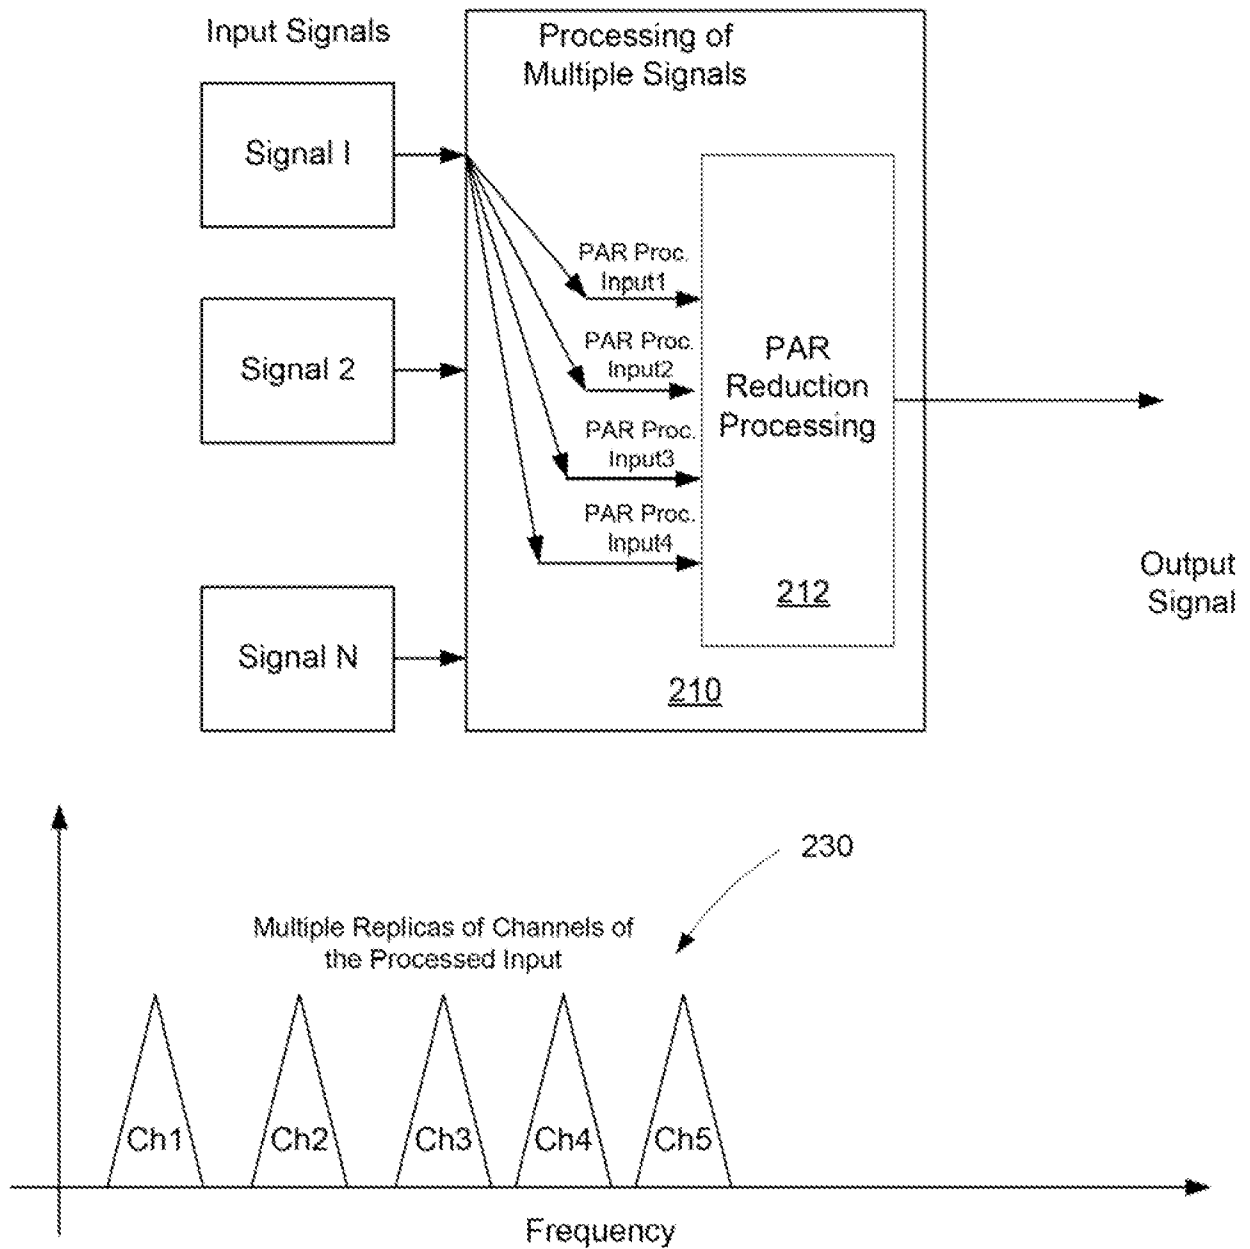 Input Signals
Processing of
Multiple Signals
Signal I
Signal 2
Signal N
PAR Proc.
Input1
PAR Proc.
Input2
PAR Proc.
Input3
PAR Proc.
Input4
PAR
Reduction
Processing
212
210
Output
Signal
230
Multiple Replicas of Channels of
the Processed Input
Ch1 Ch2 Ch3 Ch4 Ch5
Frequency